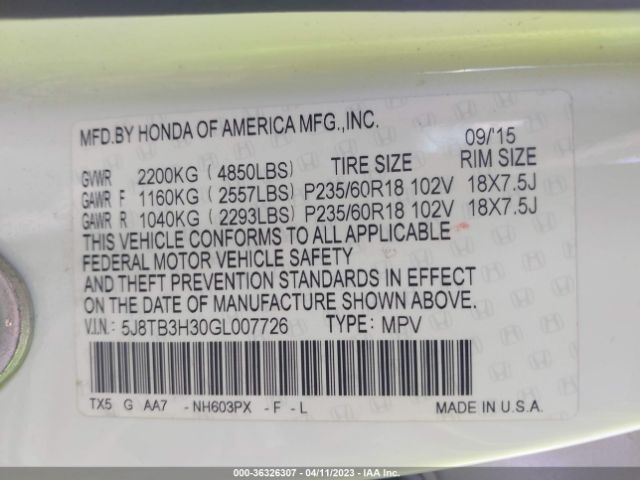 MFD.BY HONDA OF AMERICA MFG.,INC. 09/'15
GVWR 2200KG (4850LBS) TIRE SIZE RIM SIZE
GAWR F 1160KG (2557LBS) P235/60R18 102V 18X7.5J
GAWR R 1040KG (2293LBS) P235/60R18 102V 18X7.5J
THIS VEHICLE CONFORMS TO ALL APPLICABLE
FEDERAL MOTOR VEHICLE SAFETY
AND THEFT PREVENTION STANDARDS IN EFFECT
ON THE DATE OF MANUFACTURE SHOWN ABOVE.
V.I.N.: 5J8TB3H30GL007726 TYPE: MPV
TX5 G AA7 -NH603PX -F -L MADE IN U.S.A.
000-36326307 - 04/11/2023 - IAA Inc.